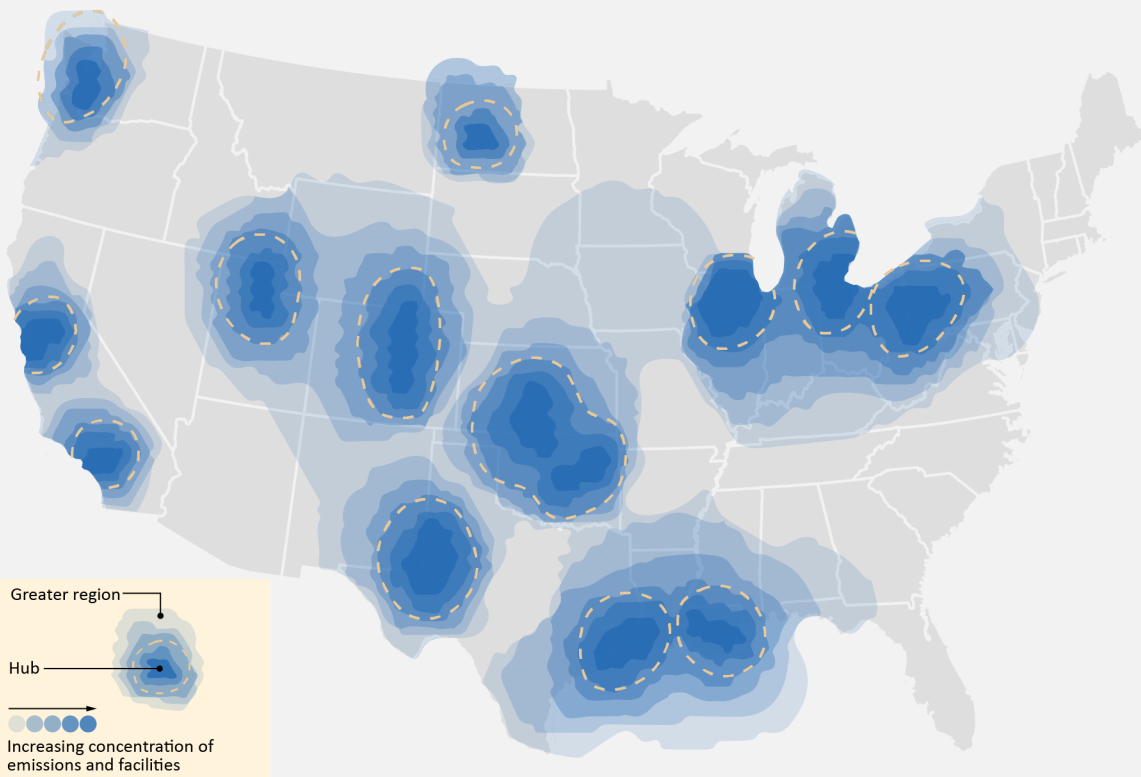 Greater region
Hub
Increasing concentration of
emissions and facilities